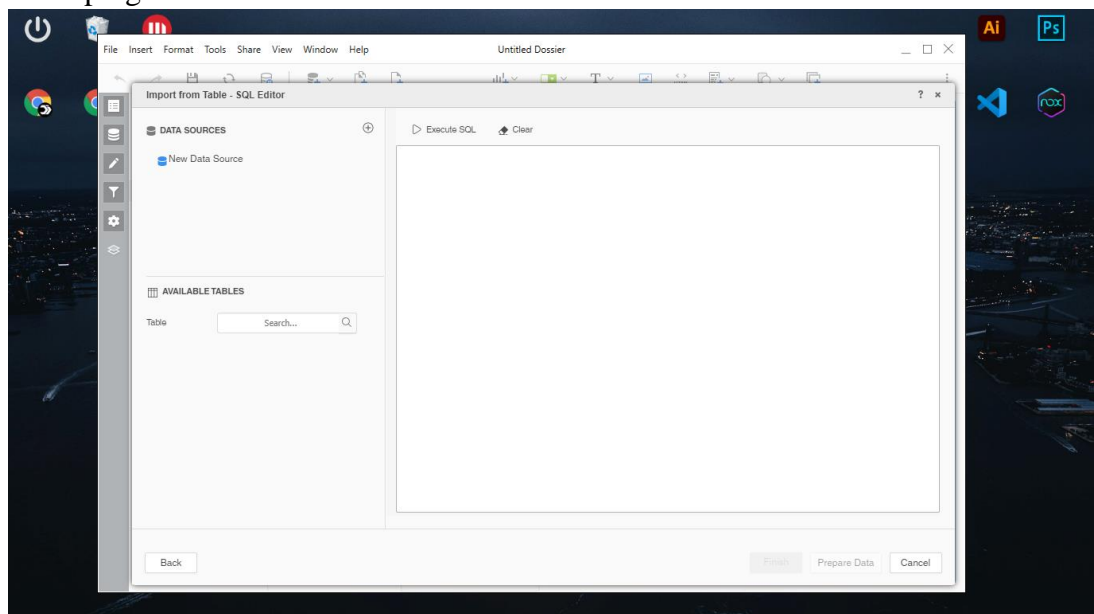 Ai
Ps
File Insert Format Tools Share View Window Help
Untitled Dossier
T
Import from Table - SQL Editor
? ×
DATA SOURCES
Execute SQL
Clear
New Data Source
nox
AVAILABLE TABLES
Table
Search...
Back
Finish
Prepare Data
Cancel